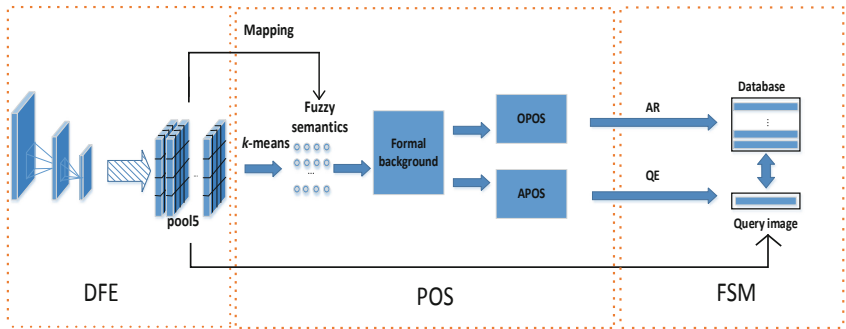 Mapping
Fuzzy
semantics
k-means
...
pool5
...
Formal
background
OPOS
APOS
AR
QE
Database
...
Query image
DFE
POS
FSM